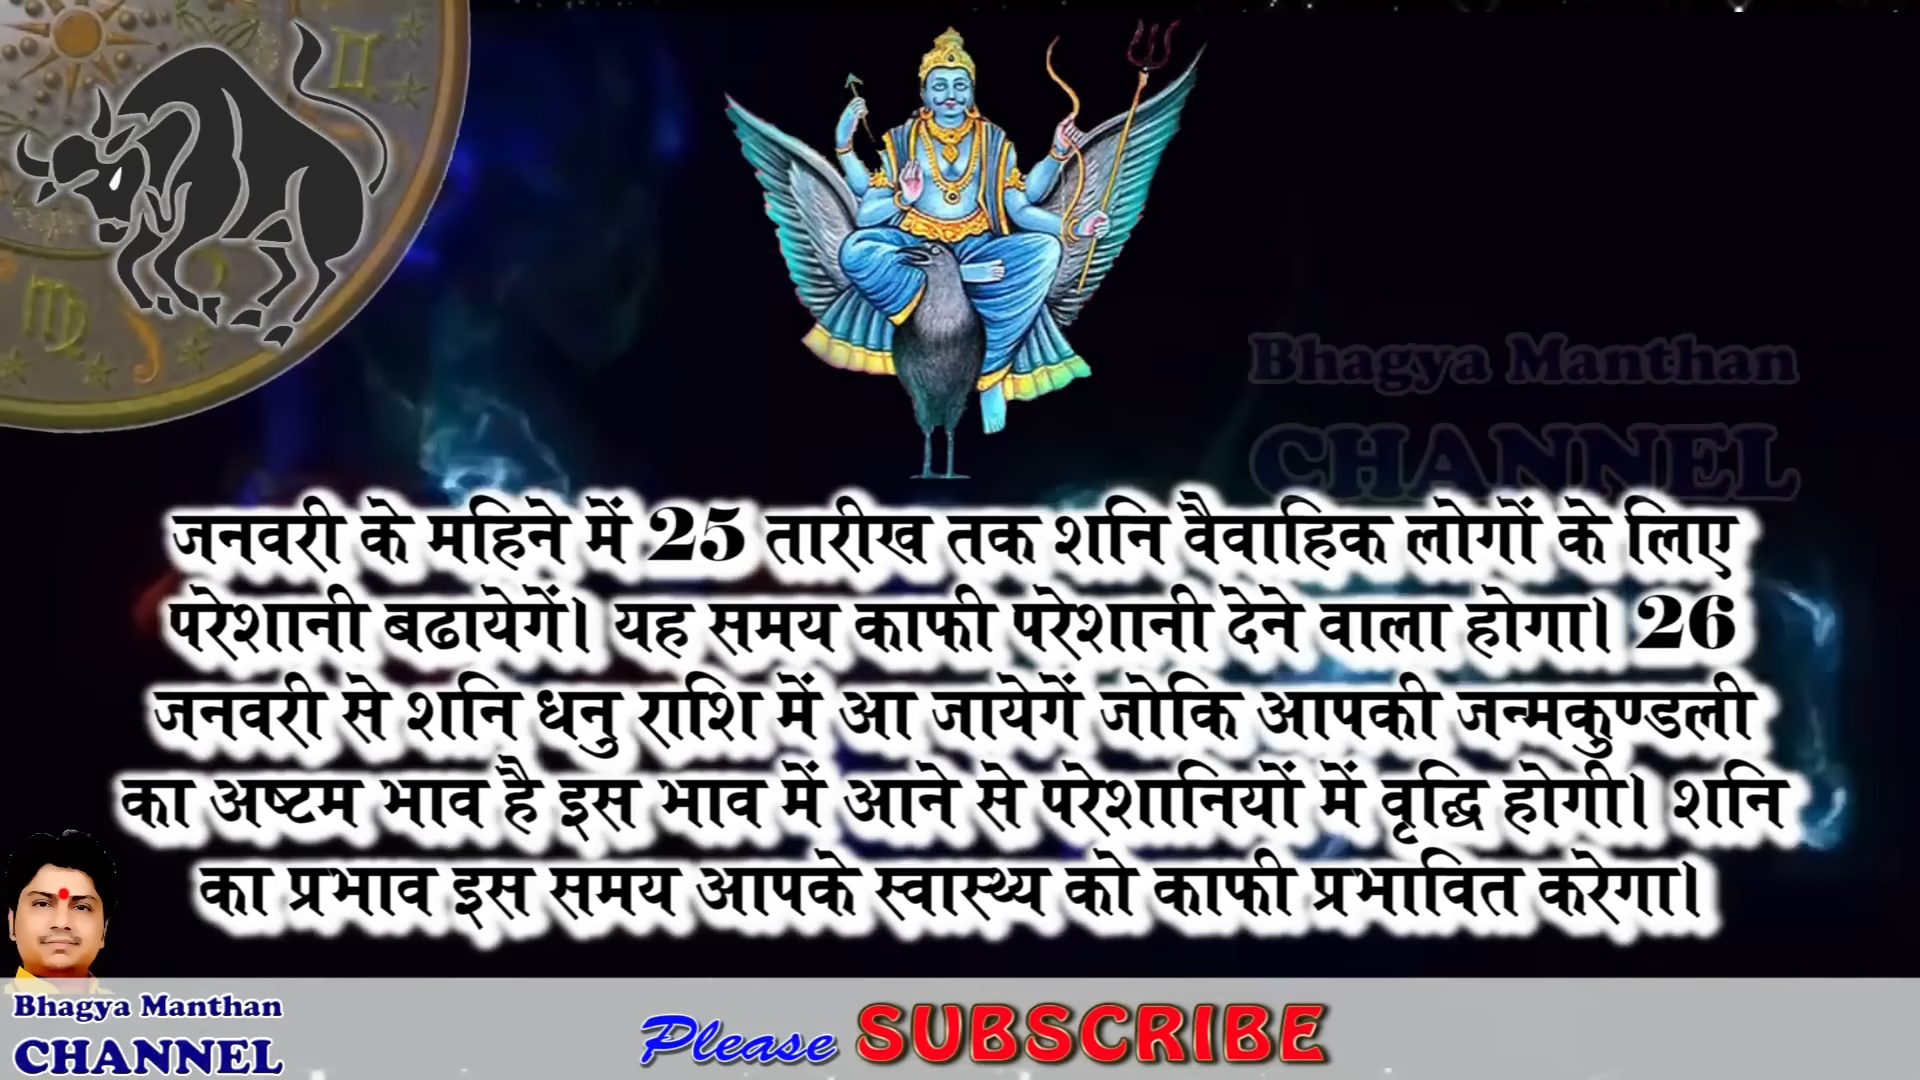 Bhagya Manthan
CHANNEL
जनवरी के महिने में 25 तारीख तक शनि वैवाहिक लोगों के लिए
परेशानी बढायेगें। यह समय काफी परेशानी देने वाला होगा। 26
जनवरी से शनि धनु राशि में आ जायेगें जोकि आपकी जन्मकुण्डली
का अष्टम भाव है इस भाव में आने से परेशानियों में वृद्धि होगी। शनि
का प्रभाव इस समय आपके स्वास्थ्य को काफी प्रभावित करेगा।
Bhagya Manthan
CHANNEL
Please SUBSCRIBE